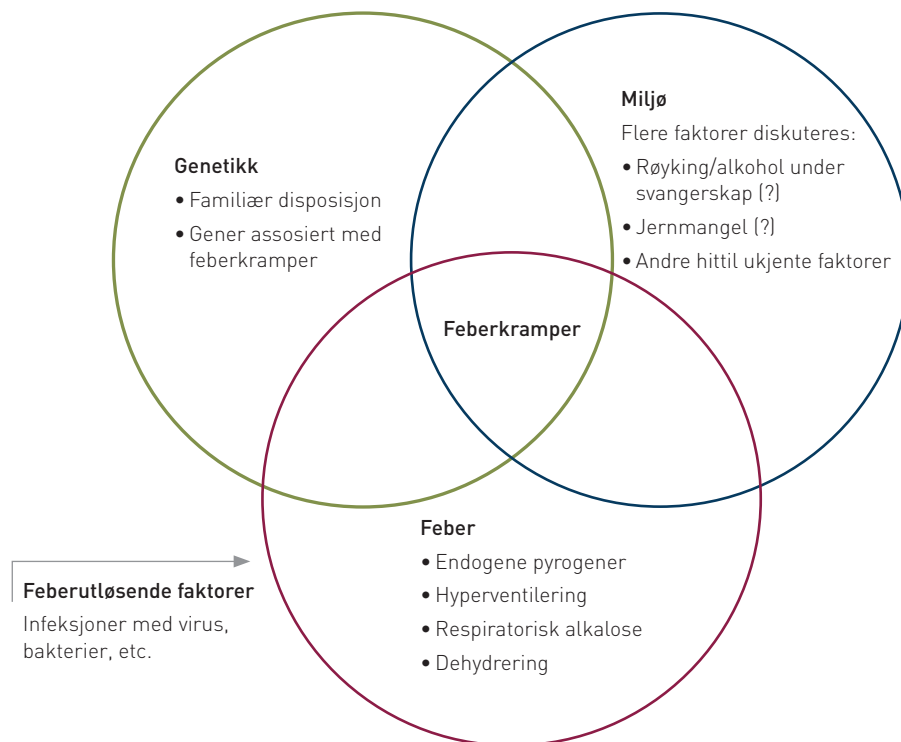 Genetikk
• Familiær disposisjon
• Gener assosiert med
feberkramper
Miljø
Flere faktorer diskuteres:
• Røyking/alkohol under
svangerskap (?)
• Jernmangel (?)
• Andre hittil ukjente faktorer
Feberkramper
Feber
• Endogene pyrogener
• Hyperventilering
• Respiratorisk alkalose
• Dehydrering
Feberutløsende faktorer
Infeksjoner med virus,
bakterier, etc.